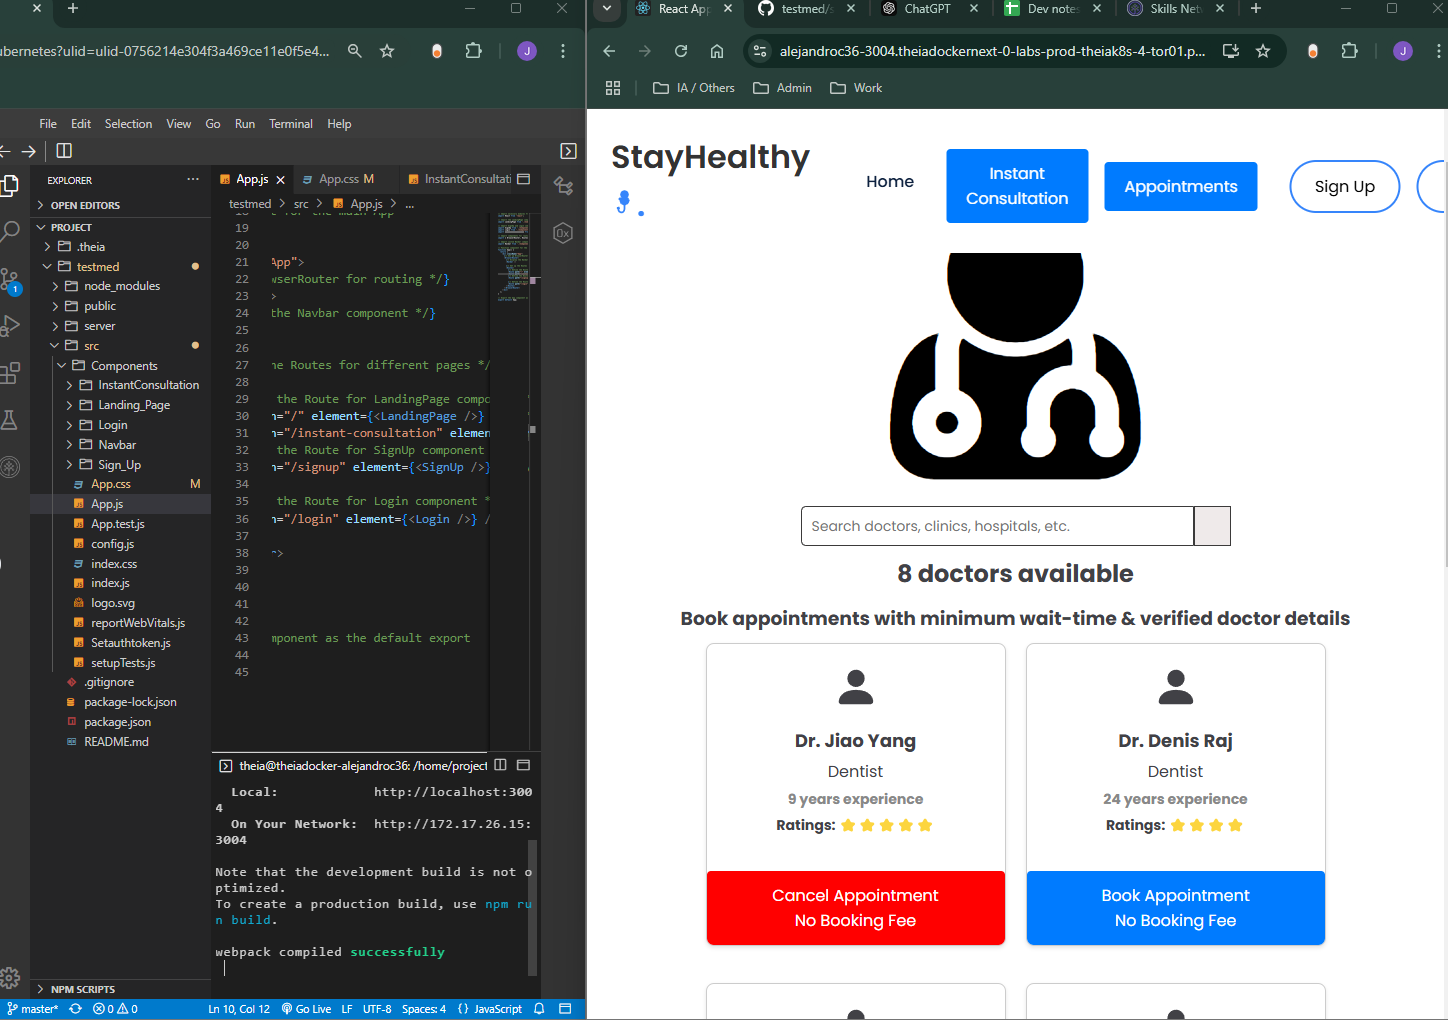 React App
testmed/s
ChatGPT
Dev notes
Skills Net
ubernetes?ulid=ulid-0756214e304f3a469ce11e0f5e4...
J
alejandroc36-3004.theiadockernext-0-labs-prod-theiak8s-4-tor01.p...
J
IA / Others
Admin
Work
File Edit Selection View Go Run Terminal Help
EXPLORER
OPEN EDITORS
PROJECT
.theia
testmed
node_modules
public
server
src
Components
InstantConsultation
Landing_Page
Login
Navbar
Sign_Up
App.css M
App.js
App.test.js
config.js
index.css
index.js
logo.svg
reportWebVitals.js
Setauthtoken.js
setupTests.js
.gitignore
package-lock.json
package.json
README.md
NPM SCRIPTS
1
App.js
App.css M
InstantConsultati
testmed > src > App.js > ...
18 t for the main App
19
20
21 App">
22 wserRouter for routing */}
23 >
24 the Navbar component */}
25
26
27 he Routes for different pages */
28
29 the Route for LandingPage compo
30 h="/" element={<LandingPage />}
31 h="/instant-consultation" elemen
32 the Route for SignUp component
33 h="/signup" element={<SignUp />}
34
35 the Route for Login component *
36 h="/login" element={<Login />} /
37
38 >
39
40
41
42
43 mponent as the default export
44
45
theia@theiadocker-alejandroc36: /home/project
Local: http://localhost:300
4
On Your Network: http://172.17.26.15:
3004
Note that the development build is not o
ptimized.
To create a production build, use npm ru
n build.
webpack compiled successfully
master* 0 0 Ln 10, Col 12 Go Live LF UTF-8 Spaces: 4 {} JavaScript
0x
StayHealthy
Home
Instant
Consultation
Appointments
Sign Up
Search doctors, clinics, hospitals, etc.
8 doctors available
Book appointments with minimum wait-time & verified doctor details
Dr. Jiao Yang
Dentist
9 years experience
Ratings:
Cancel Appointment
No Booking Fee
Dr. Denis Raj
Dentist
24 years experience
Ratings:
Book Appointment
No Booking Fee